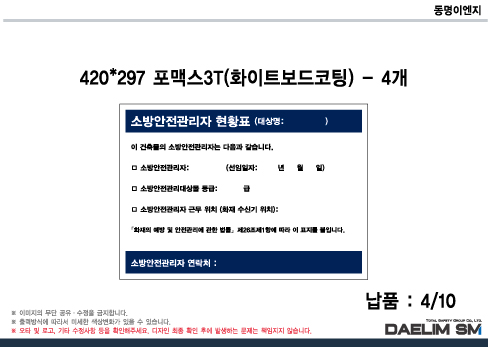 동명이엔지
420*297 포맥스3T(화이트보드코팅) - 4개
소방안전관리자 현황표 (대상명: )
이 건축물의 소방안전관리자는 다음과 같습니다.
□ 소방안전관리자: (선임일자: 년 월 일)
□ 소방안전관리대상물 등급: 급
□ 소방안전관리자 근무 위치 (화재 수신기 위치):
「화재의 예방 및 안전관리에 관한 법률」 제26조제1항에 따라 이 표지를 붙입니다.
소방안전관리자 연락처 :
납품 : 4/10
※ 이미지의 무단 공유 · 수정을 금지합니다.
※ 출력방식에 따라서 미세한 색상변화가 있을 수 있습니다.
※ 오타 및 로고, 기타 수정사항 등을 확인해주세요. 디자인 최종 확인 후에 발생하는 문제는 책임지지 않습니다.
Total Safety Group Co., Ltd.
DAELIM SM